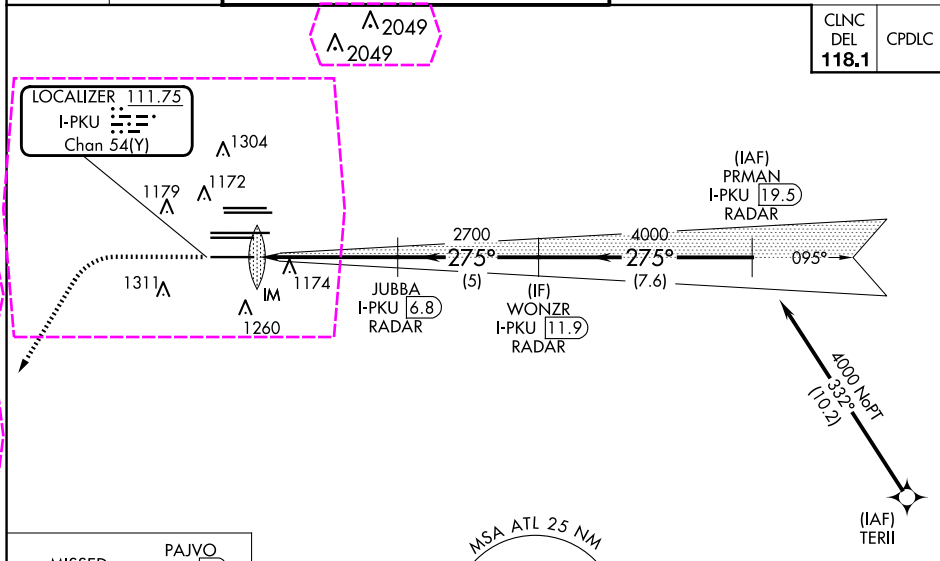 2049
2049
CLNC
DEL
118.1
CPDLC
LOCALIZER 111.75
I-PKU
Chan 54(Y)
1304
1179
1172
(IAF)
PRMAN
I-PKU 19.5
RADAR
2700
4000
275°
275°
095°
(5)
(7.6)
1311
IM
1174
1260
JUBBA
I-PKU 6.8
RADAR
(IF)
WONZR
I-PKU 11.9
RADAR
4000 NoPT
332°
(10.2)
(IAF)
TERII
MSA ATL 25 NM
PAJVO